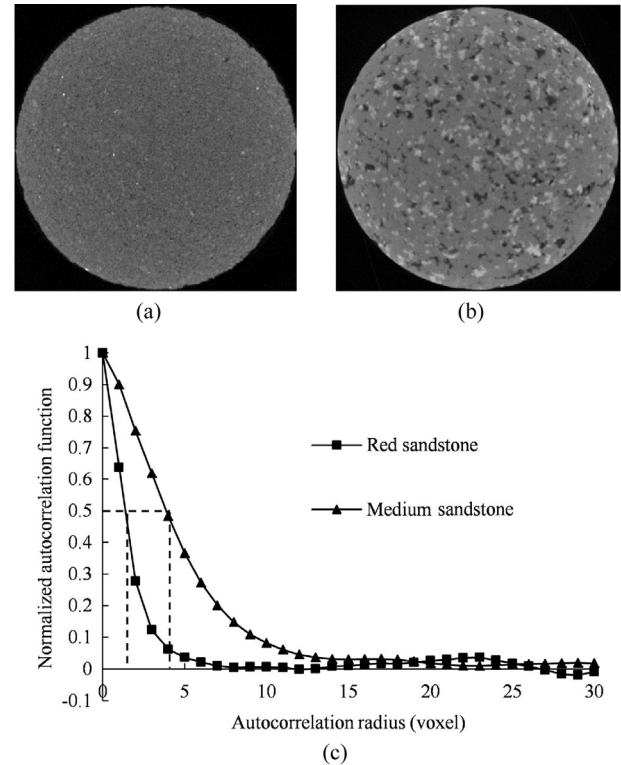 (a)
(b)
Normalized autocorrelation function
1
0.9
0.8
0.7
0.6
0.5
0.4
0.3
0.2
0.1
0
-0.1
Red sandstone
Medium sandstone
0 5 10 15 20 25 30
Autocorrelation radius (voxel)
(c)